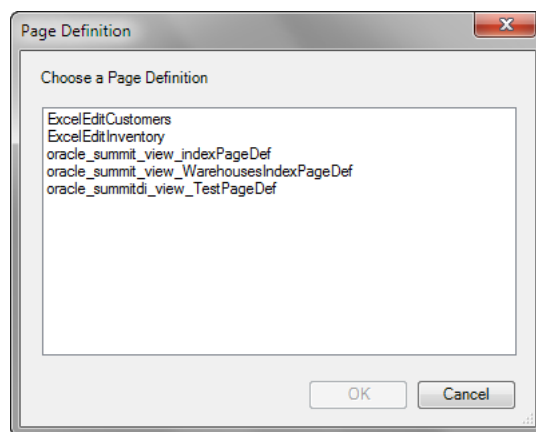 Page Definition
Choose a Page Definition
ExcelEditCustomers
ExcelEditInventory
oracle_summit_view_indexPageDef
oracle_summit_view_WarehousesIndexPageDef
oracle_summitdi_view_TestPageDef
OK Cancel